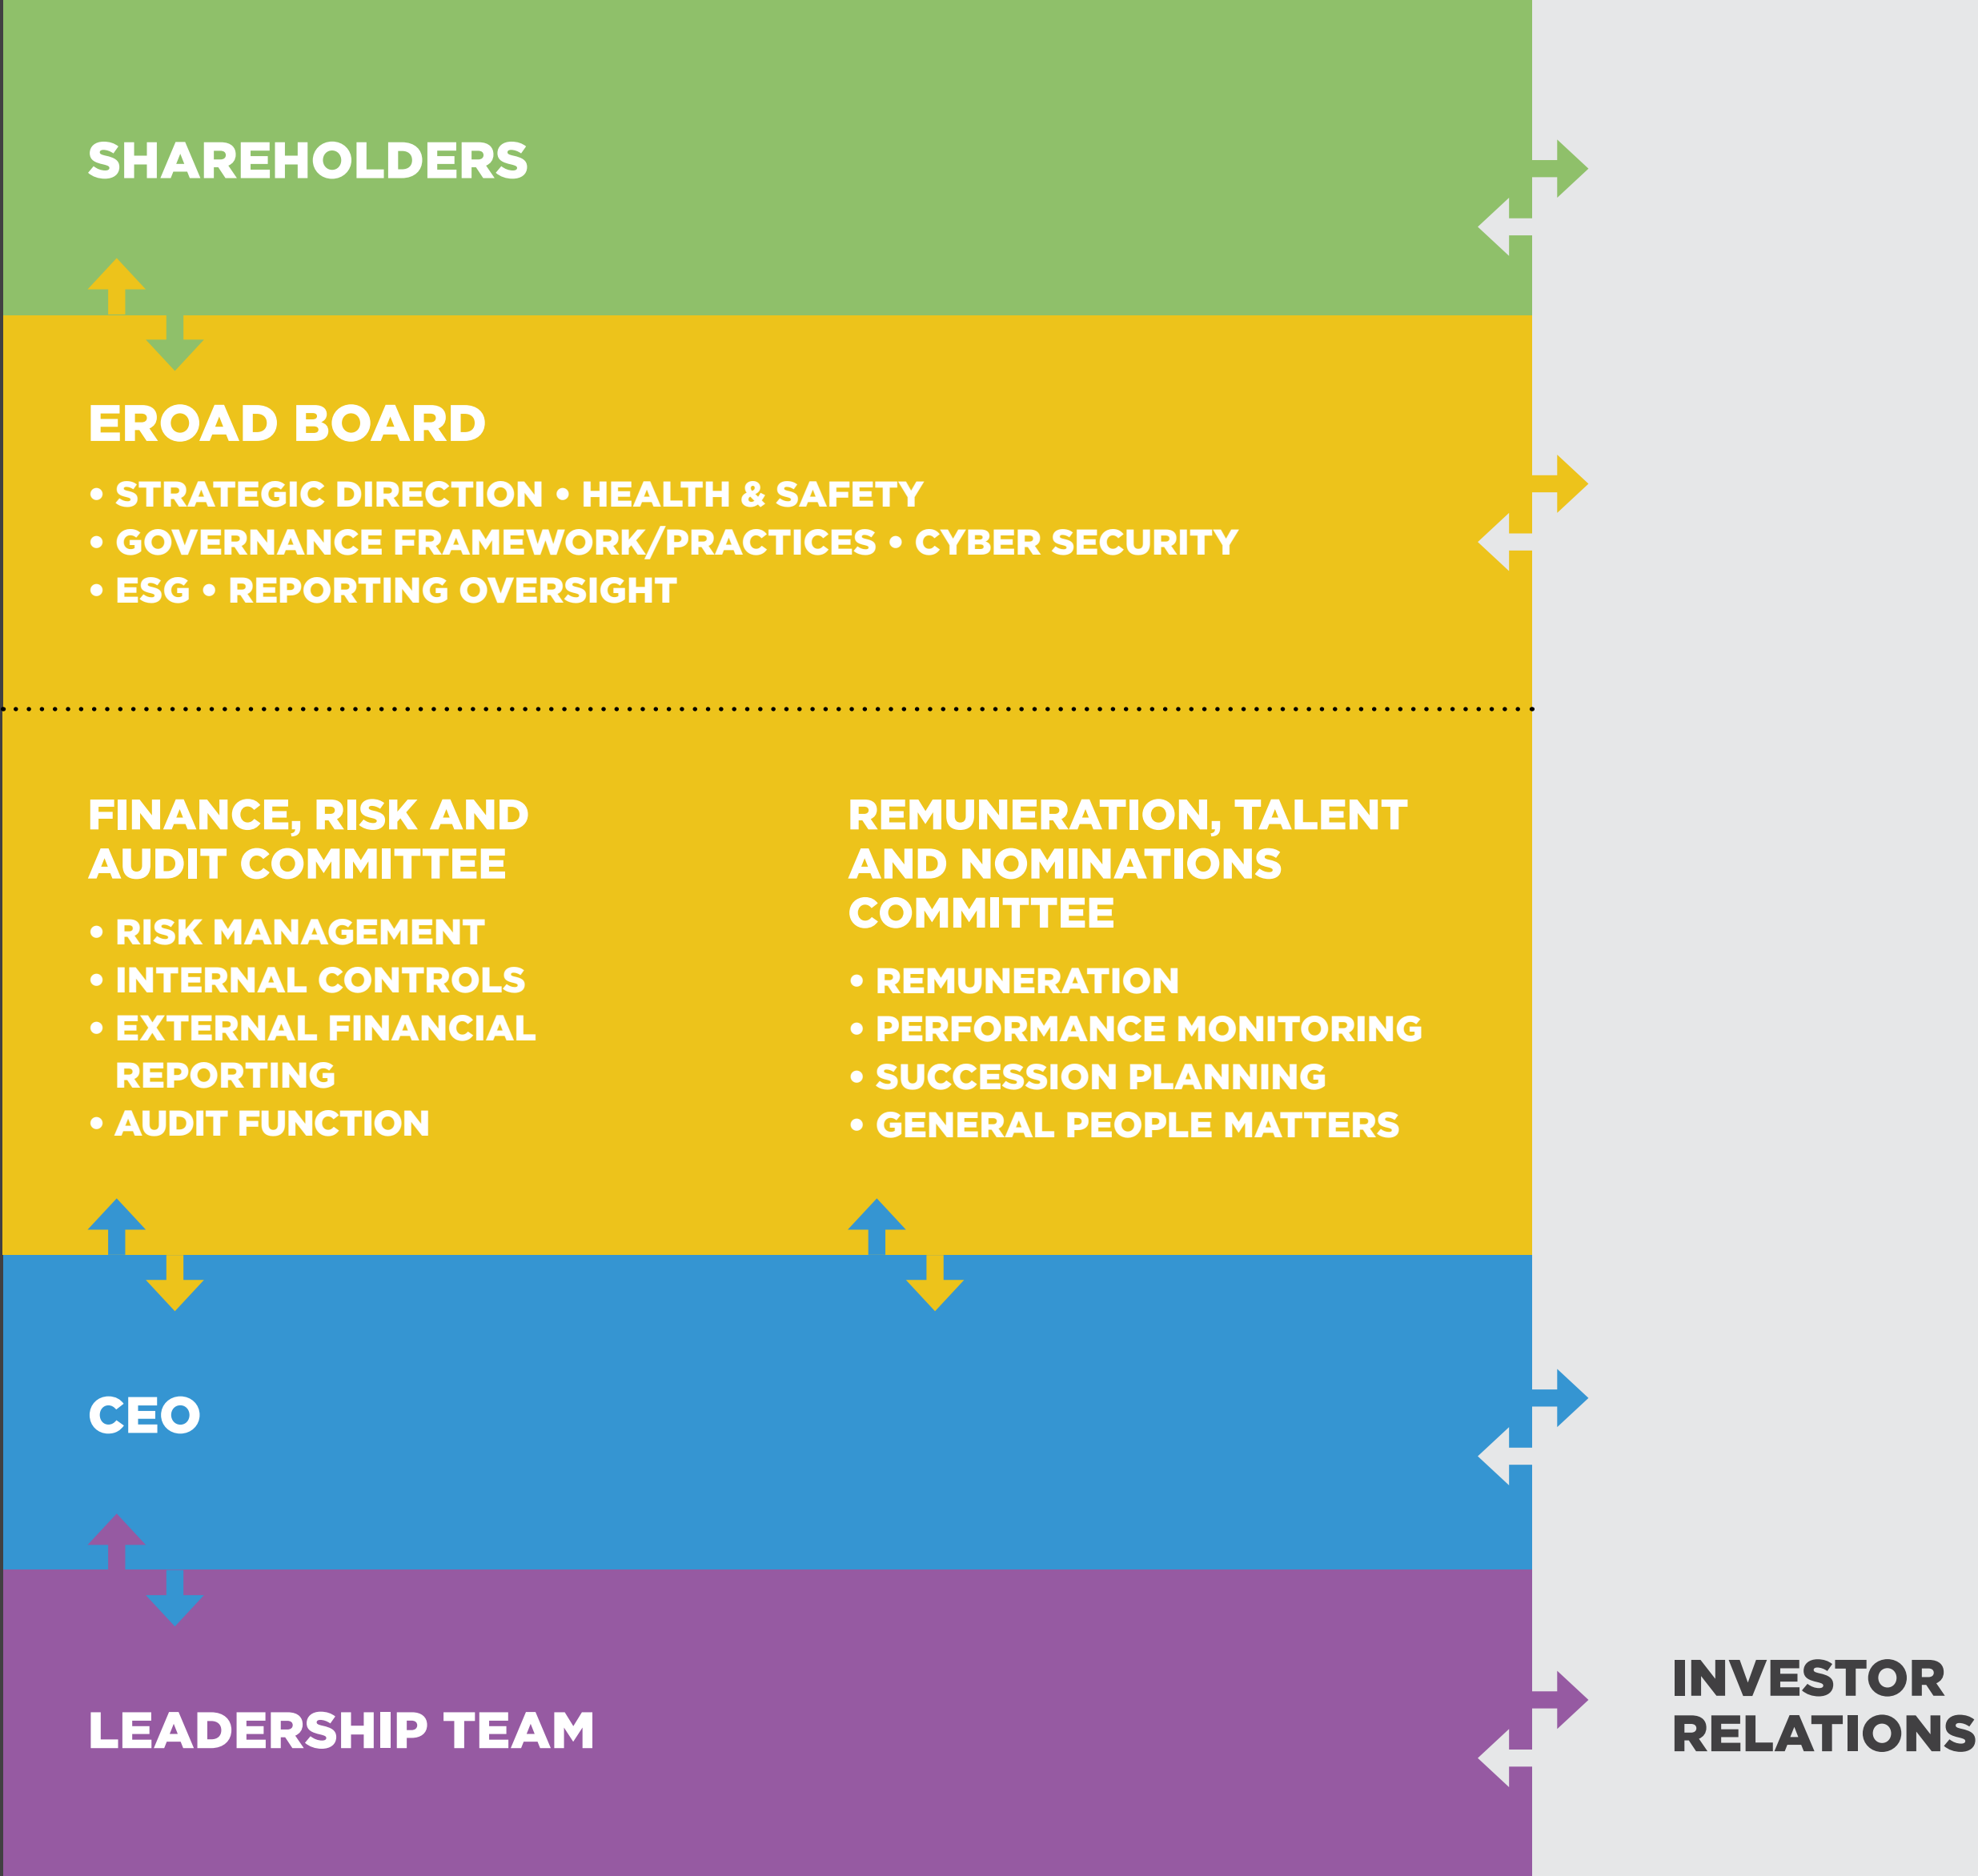 SHAREHOLDERS
EROAD BOARD
• STRATEGIC DIRECTION • HEALTH & SAFETY
• GOVERNANCE FRAMEWORK/PRACTICES • CYBER SECURITY
• ESG • REPORTING OVERSIGHT
FINANCE, RISK AND
AUDIT COMMITTEE
• RISK MANAGEMENT
• INTERNAL CONTROLS
• EXTERNAL FINANCIAL
REPORTING
• AUDIT FUNCTION
REMUNERATION, TALENT
AND NOMINATIONS
COMMITTEE
• REMUNERATION
• PERFORMANCE MONITORING
• SUCCESSION PLANNING
• GENERAL PEOPLE MATTERS
CEO
LEADERSHIP TEAM
INVESTOR
RELATIONS